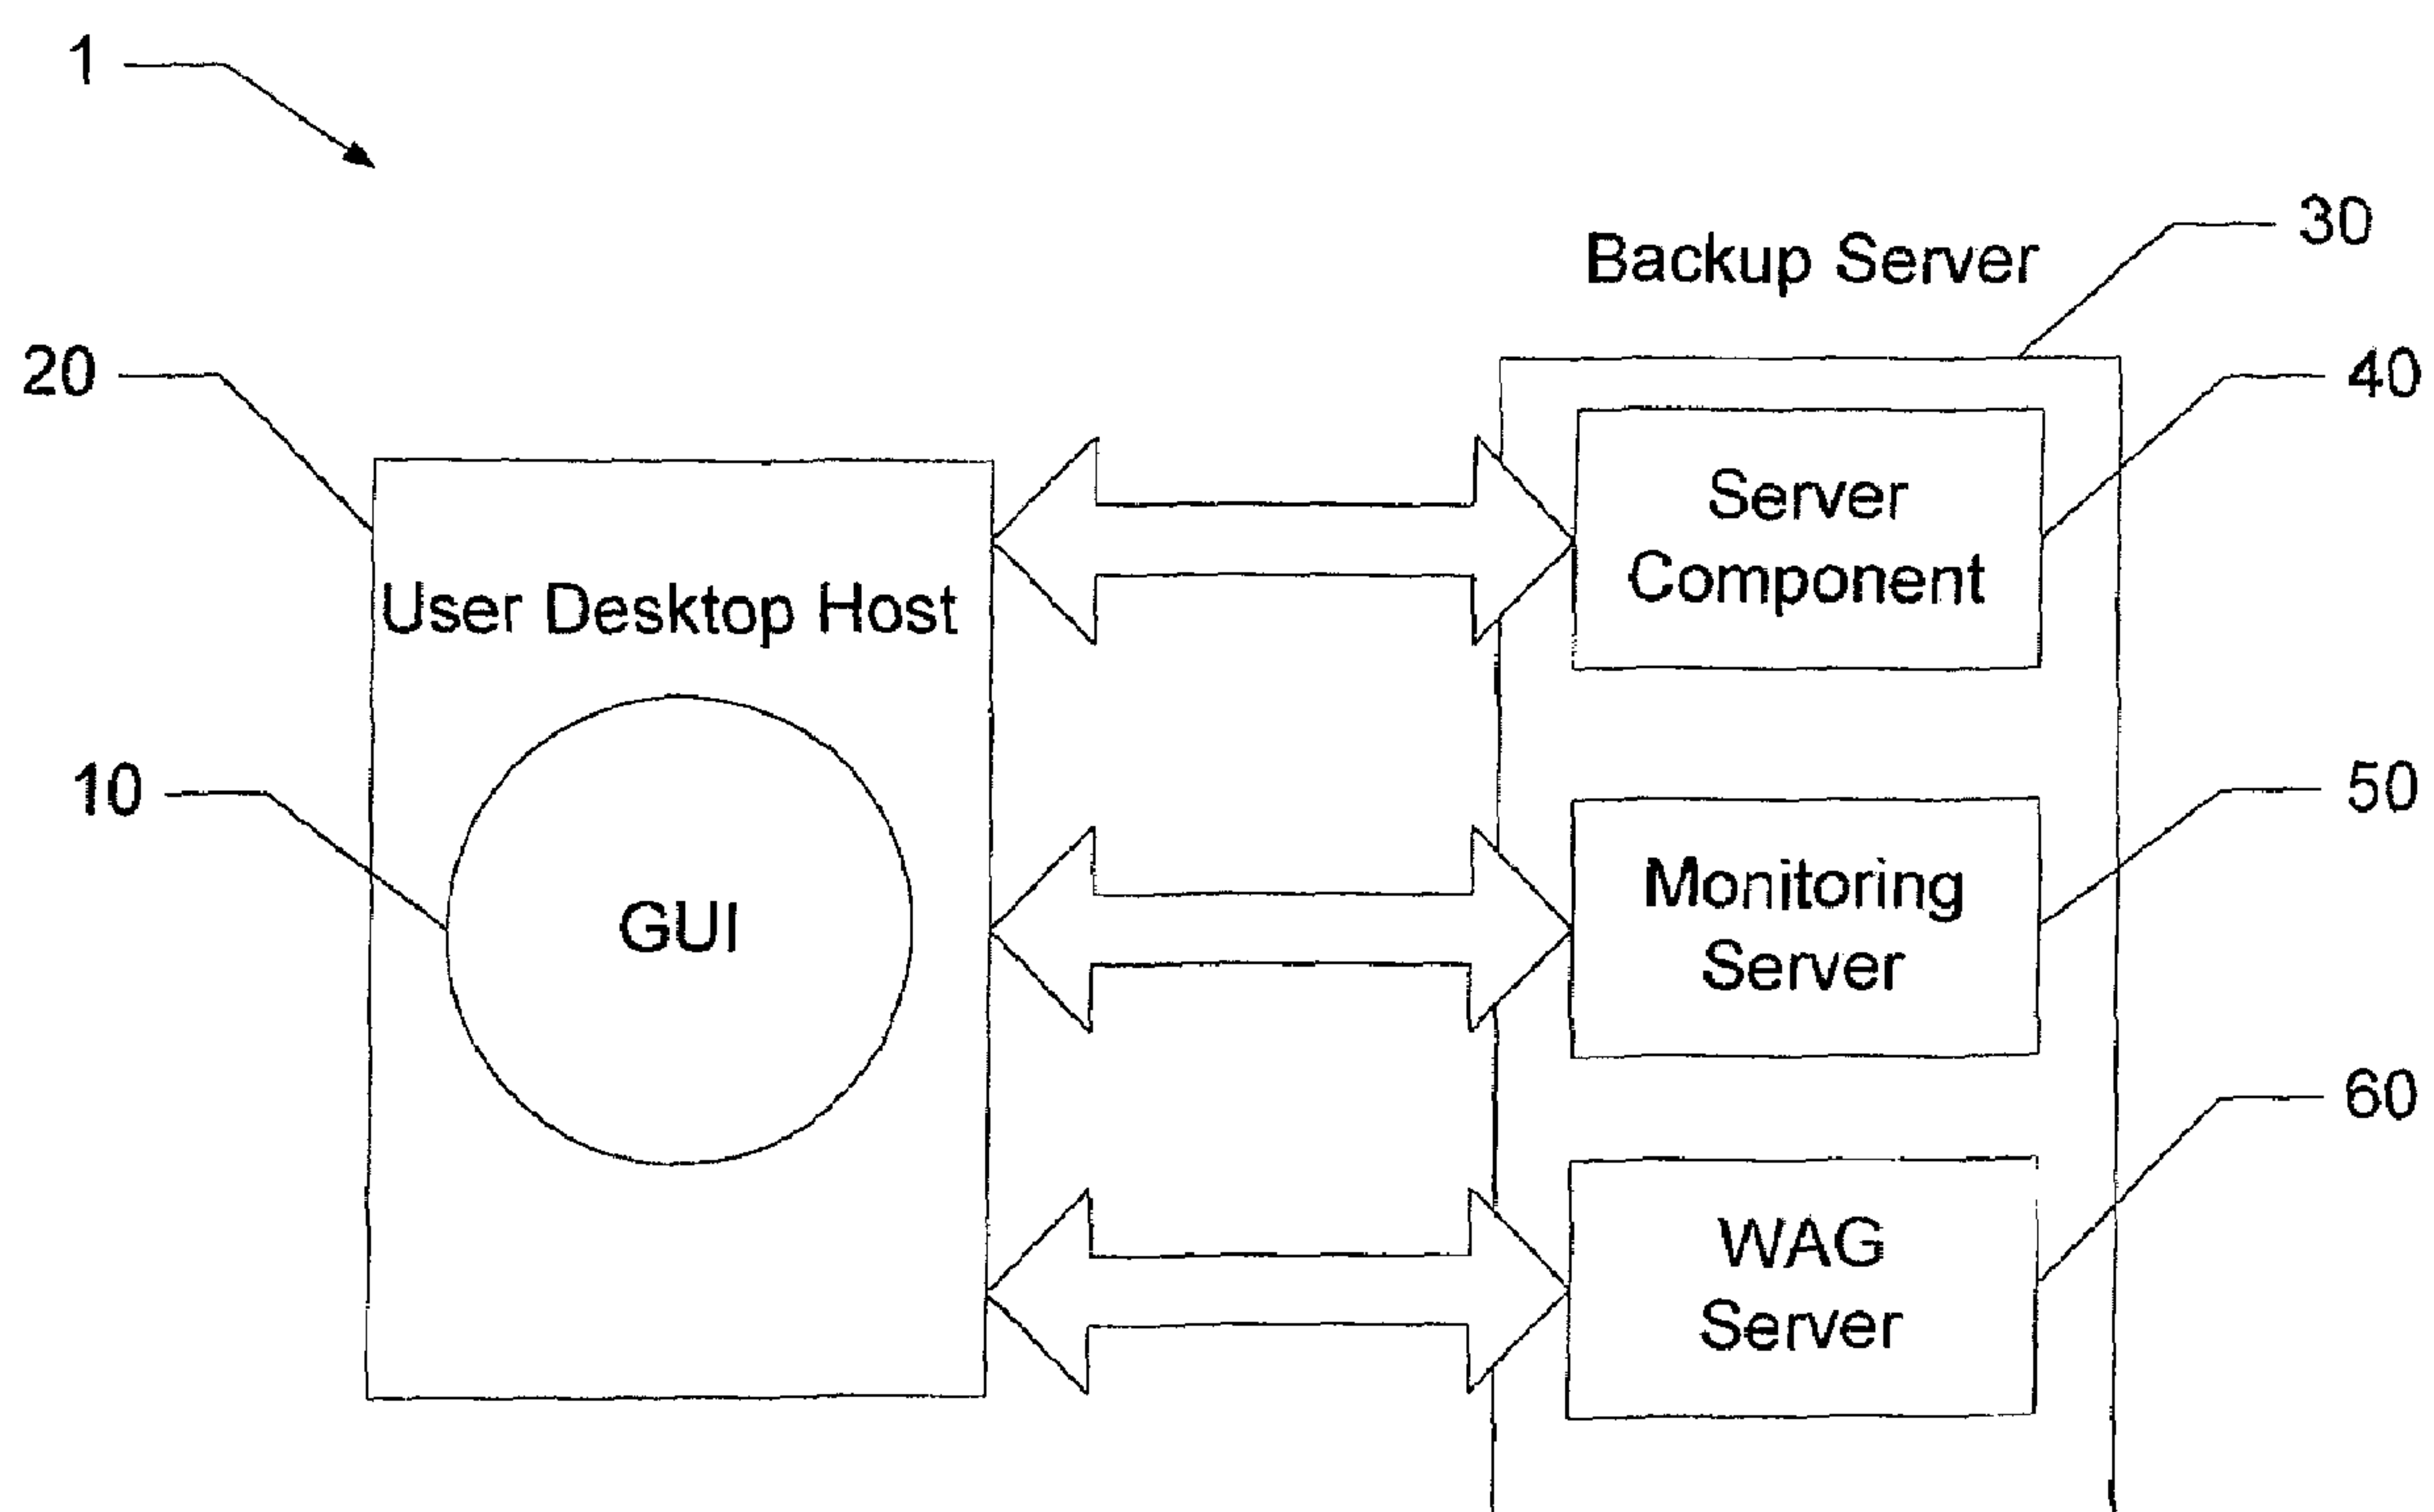 1
30
Backup Server
20
40
Server
Component
User Desktop Host
10
50
GUI
Monitoring
Server
60
WAG
Server